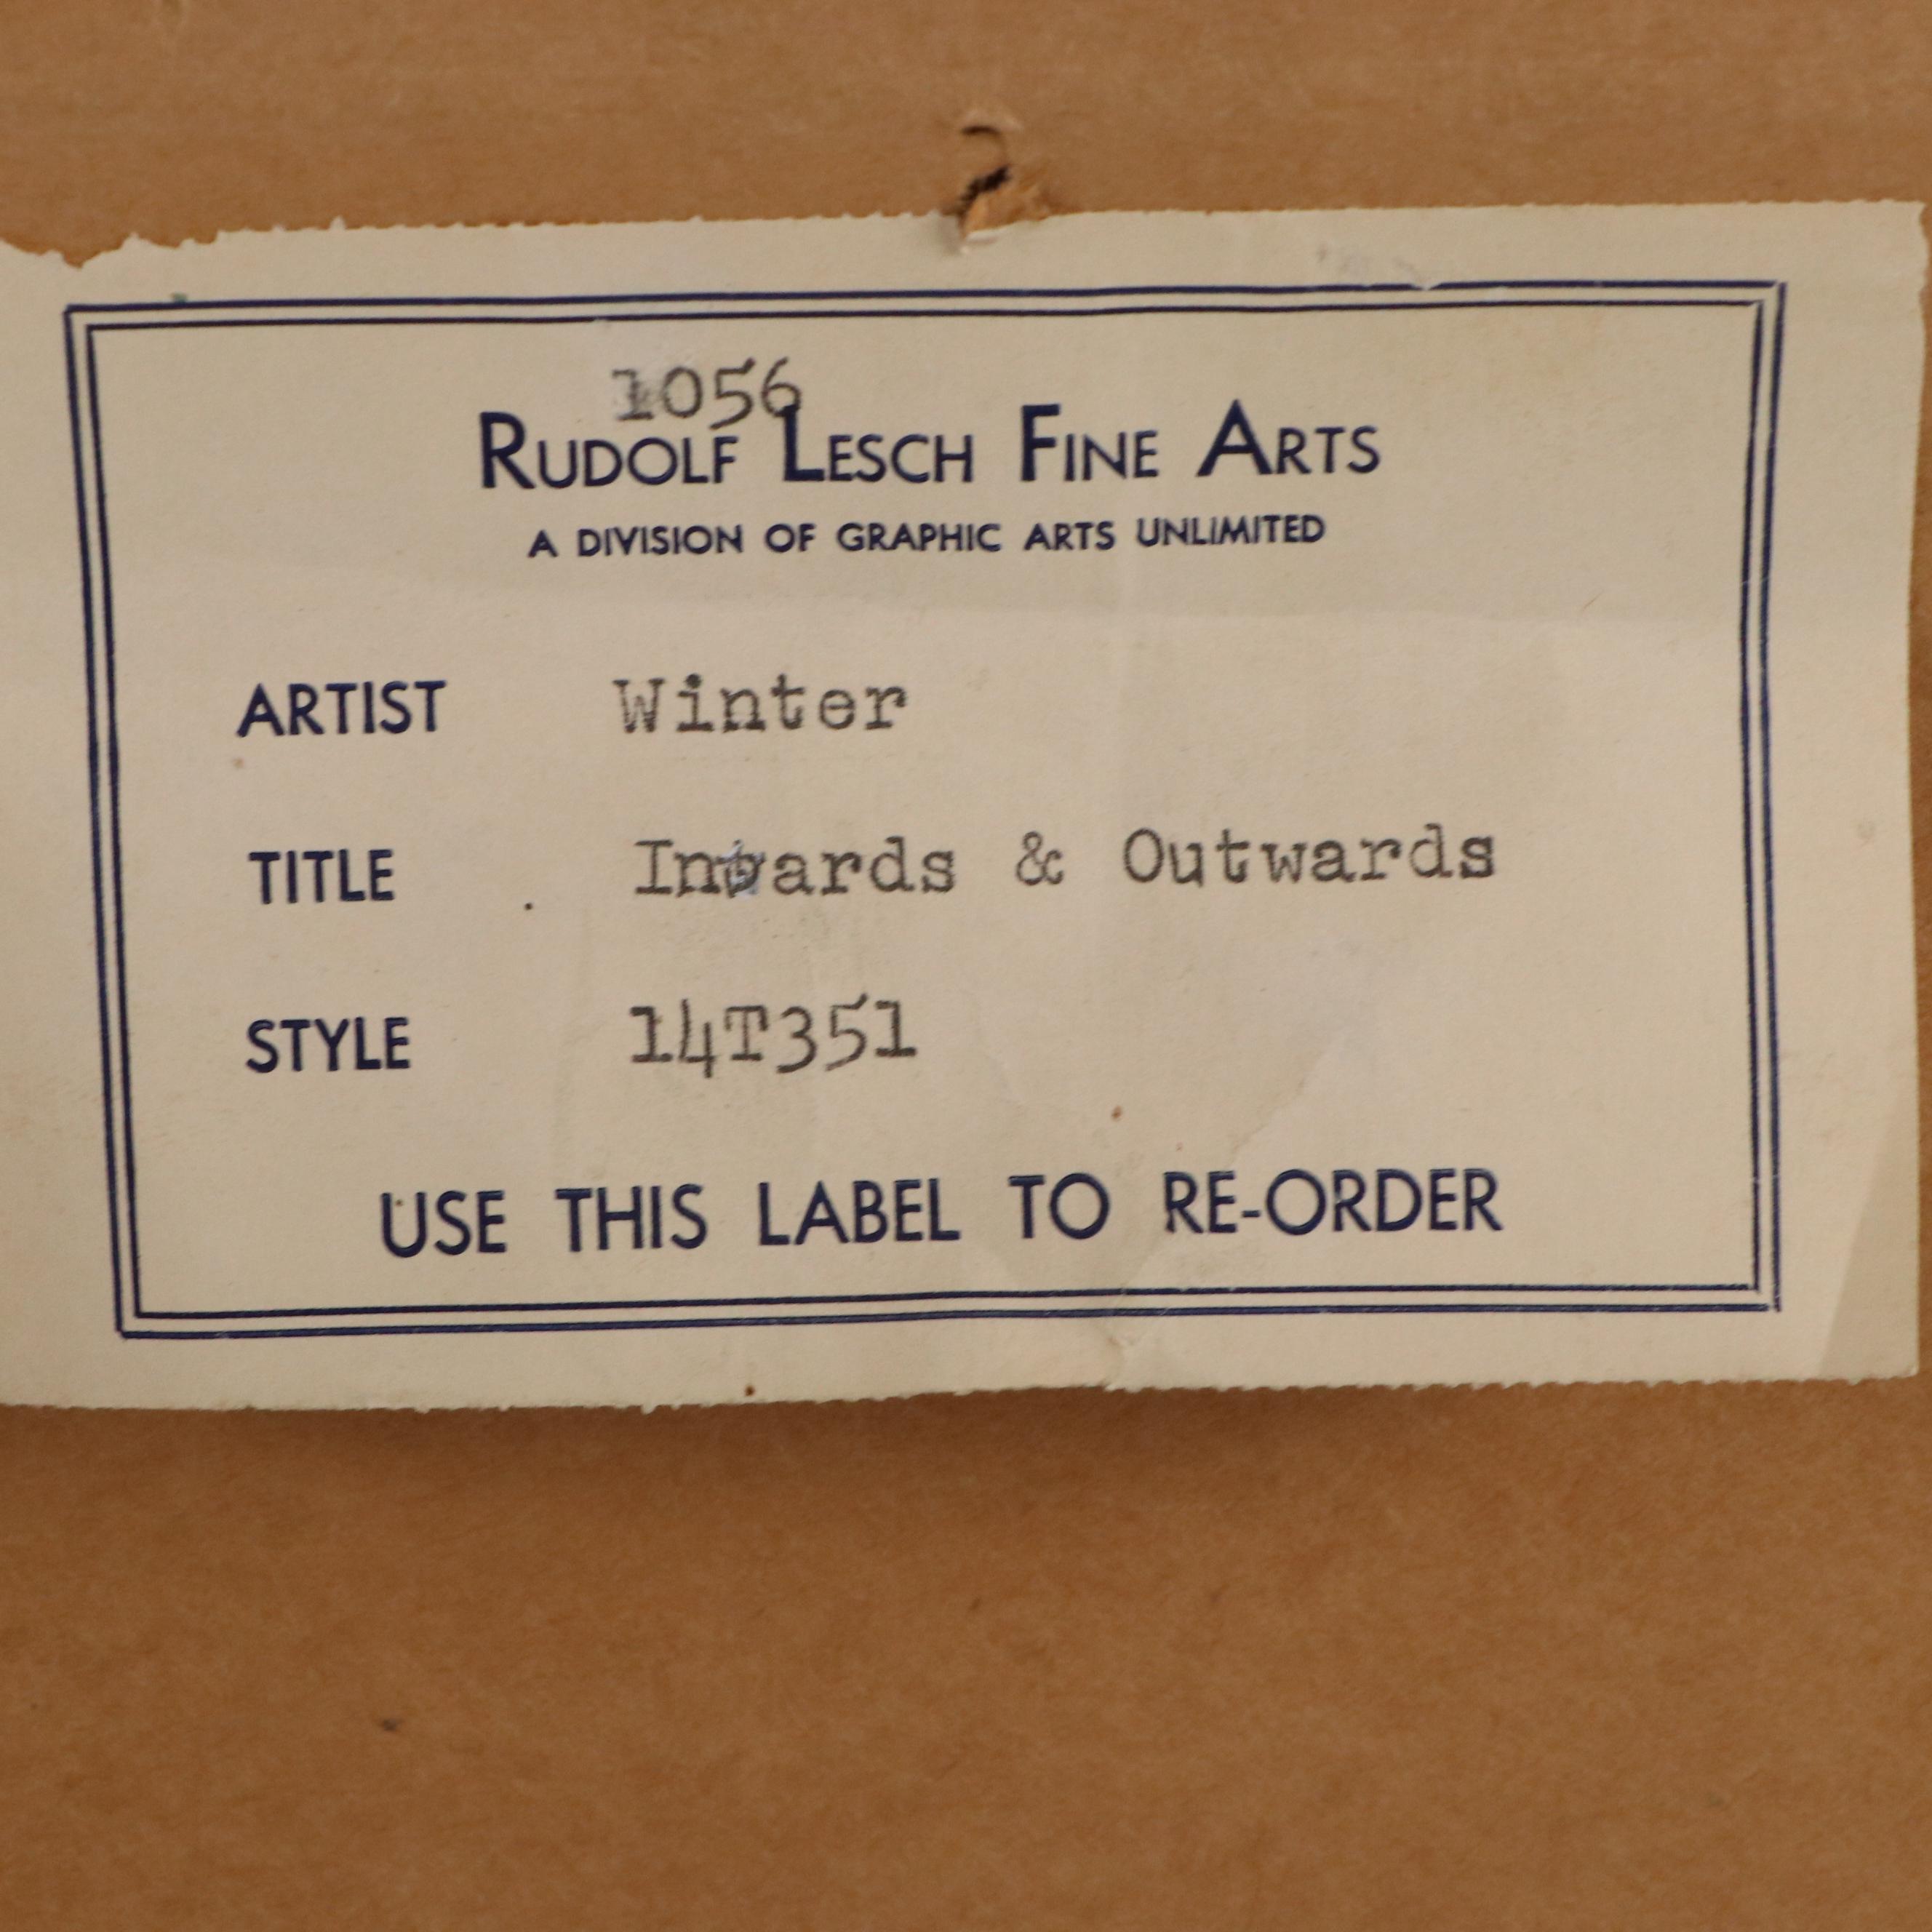 1056
RUDOLF LESCH FINE ARTS
A DIVISION OF GRAPHIC ARTS UNLIMITED
ARTIST Winter
TITLE . Inwards & Outwards
STYLE 14T351
USE THIS LABEL TO RE-ORDER